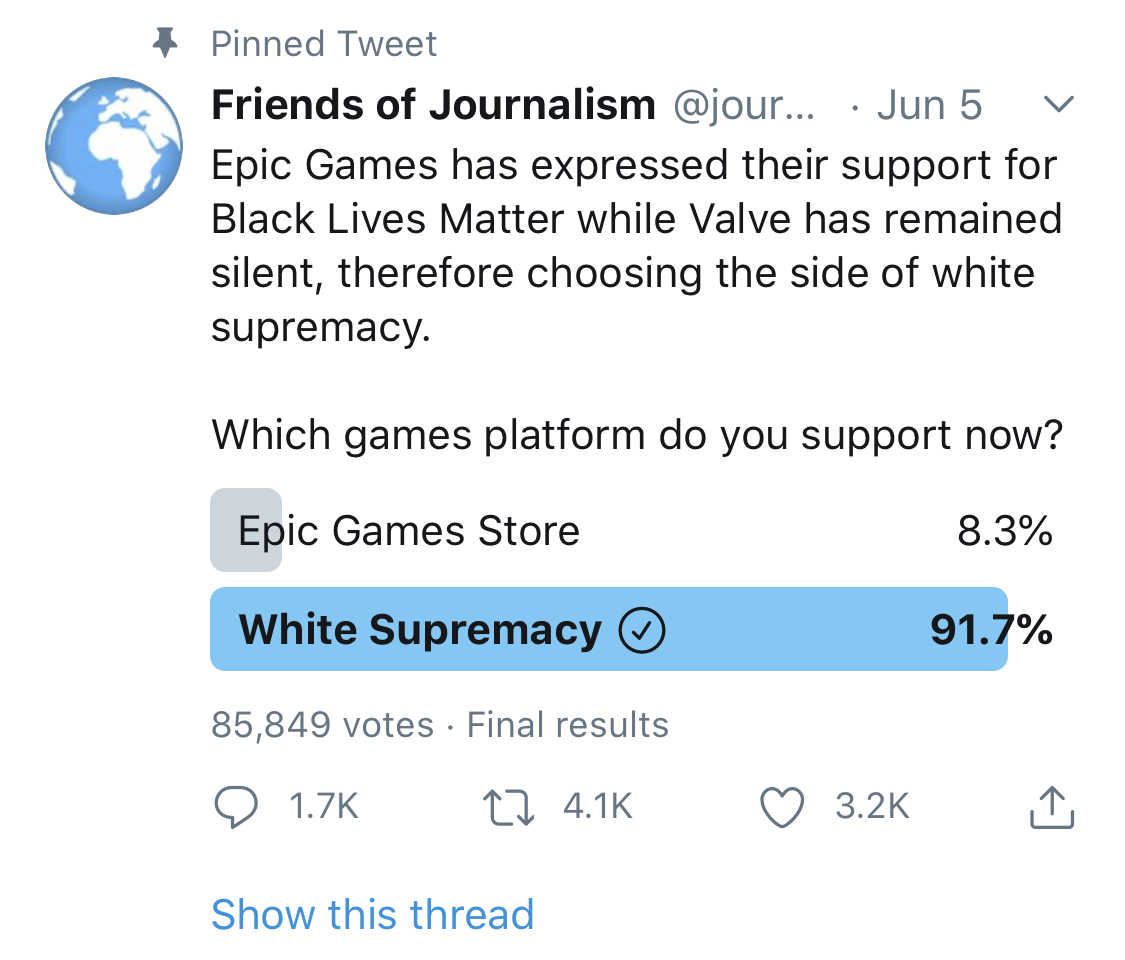 Pinned Tweet
Friends of Journalism @jour... · Jun 5
Epic Games has expressed their support for
Black Lives Matter while Valve has remained
silent, therefore choosing the side of white
supremacy.
Which games platform do you support now?
Epic Games Store 8.3%
White Supremacy 91.7%
85,849 votes · Final results
1.7K 4.1K 3.2K
Show this thread